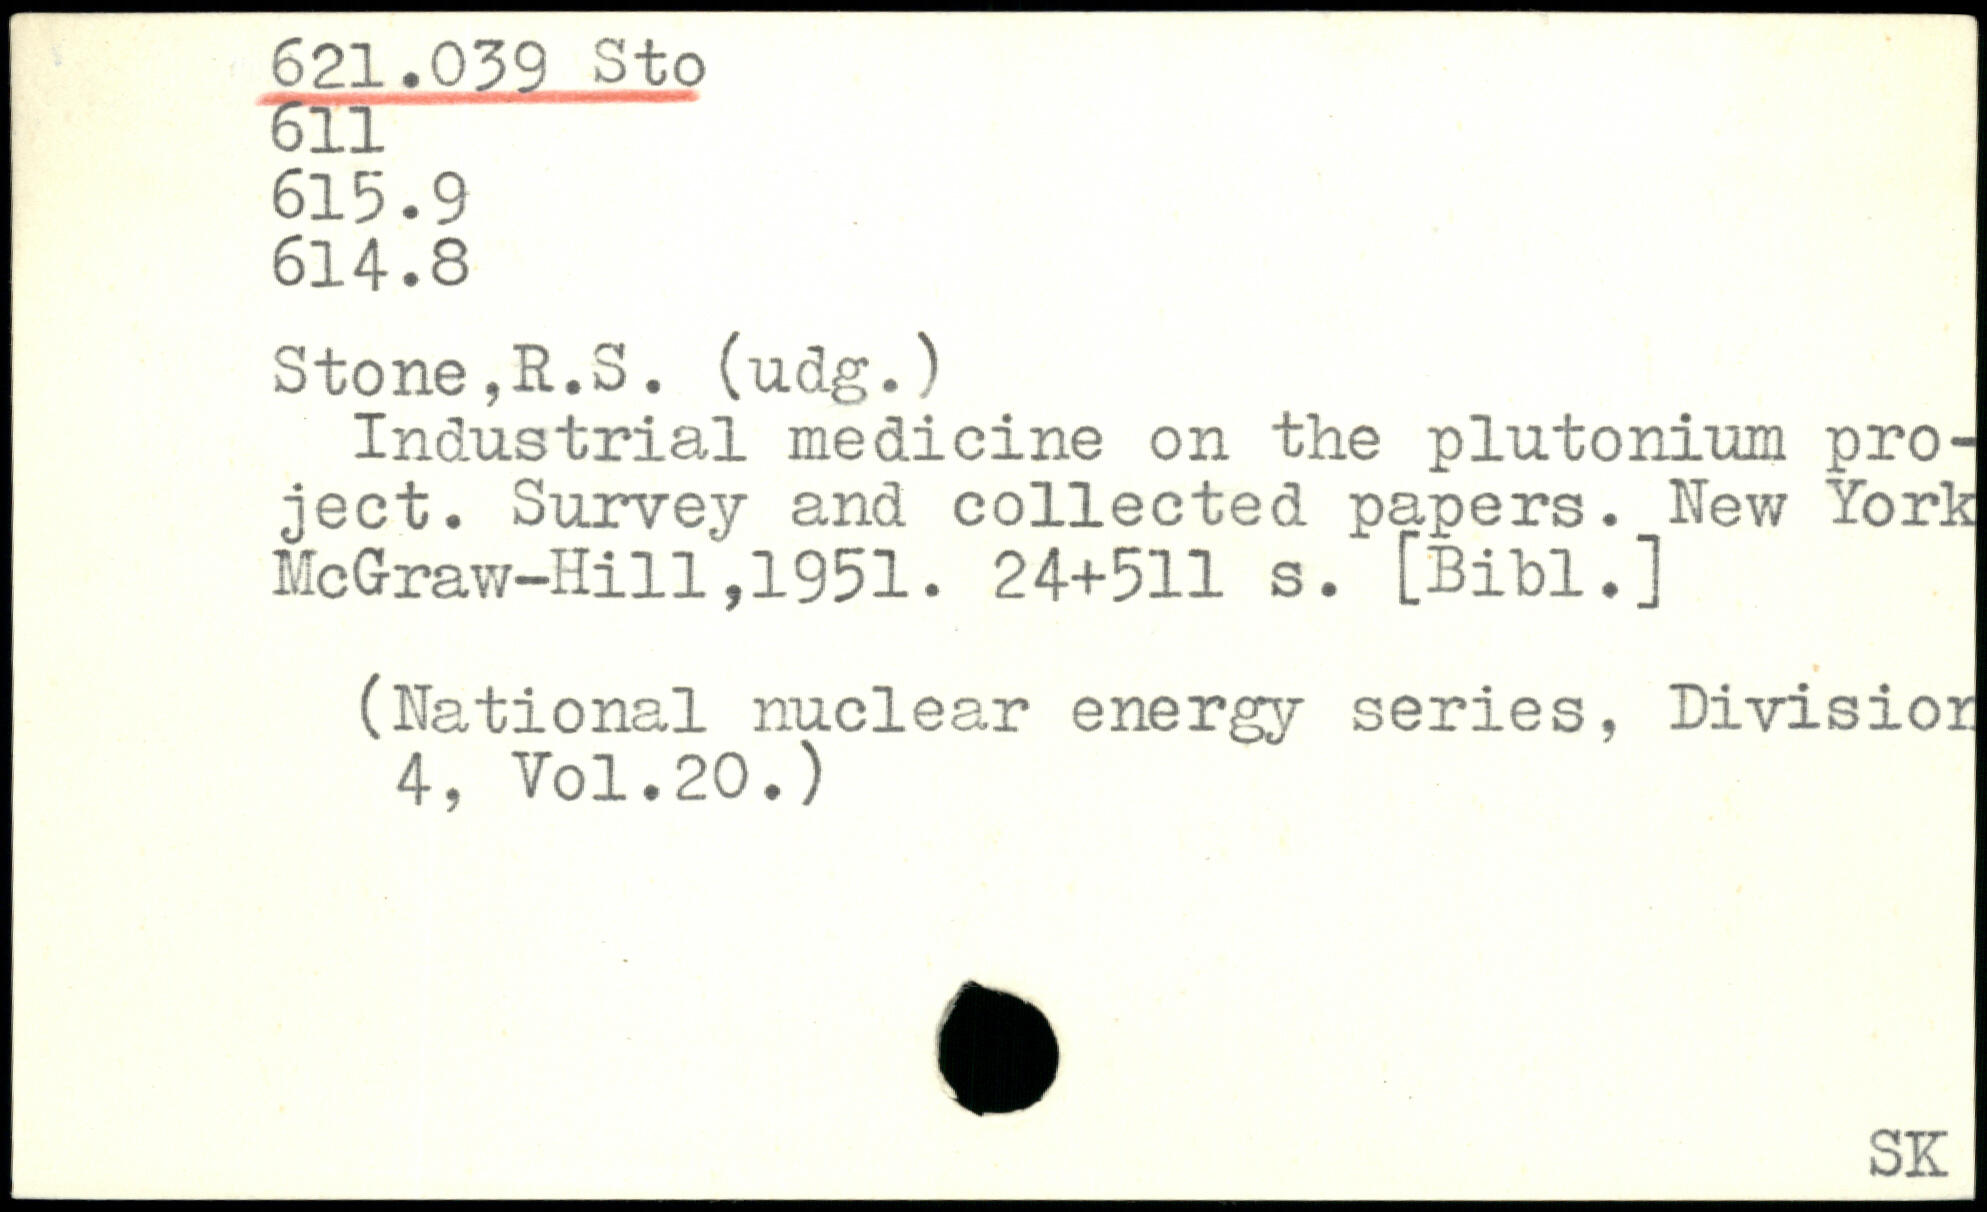 621.039 Sto
611
615.9
614.8
Stone,R.S. (udg.)
Industrial medicine on the plutonium pro-
ject. Survey and collected papers. New York
McGraw-Hill,1951. 24+511 s. [Bibl.]
(National nuclear energy series, Division
4, Vol.20.)
SK